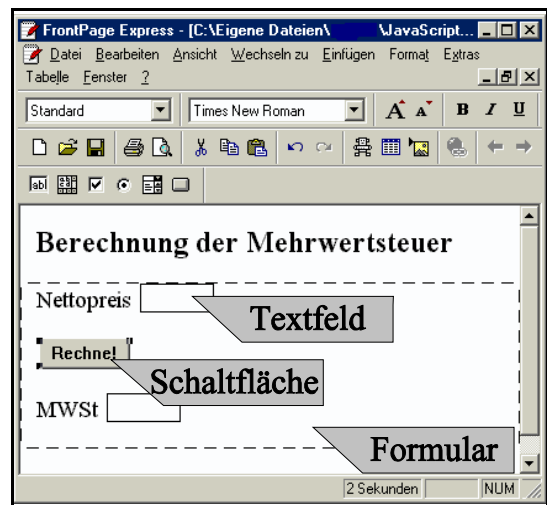 FrontPage Express - [C:\Eigene Dateien\ \JavaScript...
Datei Bearbeiten Ansicht Wechseln zu Einfügen Format Extras
Tabelle Fenster ?
Standard Times New Roman A A B I U
abl
Berechnung der Mehrwertsteuer
Nettopreis
Textfeld
Rechne!
Schaltfläche
MWSt
Formular
2 Sekunden NUM